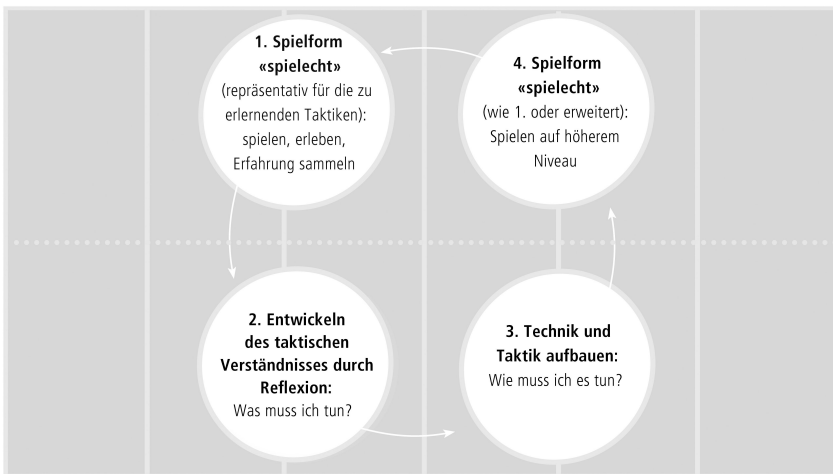 1. Spielform
«spielecht»
(repräsentativ für die zu
erlernenden Taktiken):
spielen, erleben,
Erfahrung sammeln
2. Entwickeln
des taktischen
Verständnisses durch
Reflexion:
Was muss ich tun?
3. Technik und
Taktik aufbauen:
Wie muss ich es tun?
4. Spielform
«spielecht»
(wie 1. oder erweitert):
Spielen auf höherem
Niveau